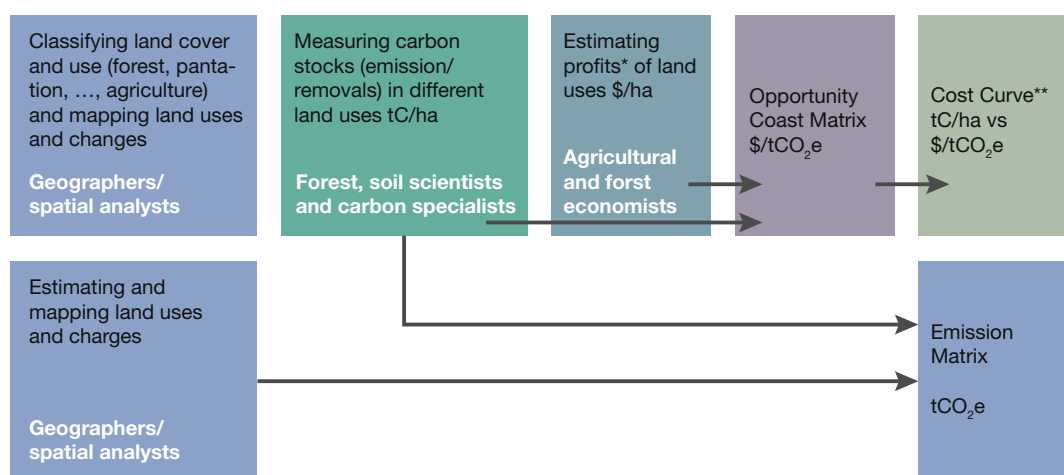 Classifying land cover
and use (forest, panta-
tion, …, agriculture)
and mapping land uses
and changes
Geographers/
spatial analysts
Measuring carbon
stocks (emission/
removals) in different
land uses tC/ha
Forest, soil scientists
and carbon specialists
Estimating
profits* of land
uses $/ha
Agricultural
and forst
economists
Opportunity
Coast Matrix
$/tCO₂e
Cost Curve**
tC/ha vs
$/tCO₂e
Estimating and
mapping land uses
and charges
Geographers/
spatial analysts
Emission
Matrix
tCO₂e